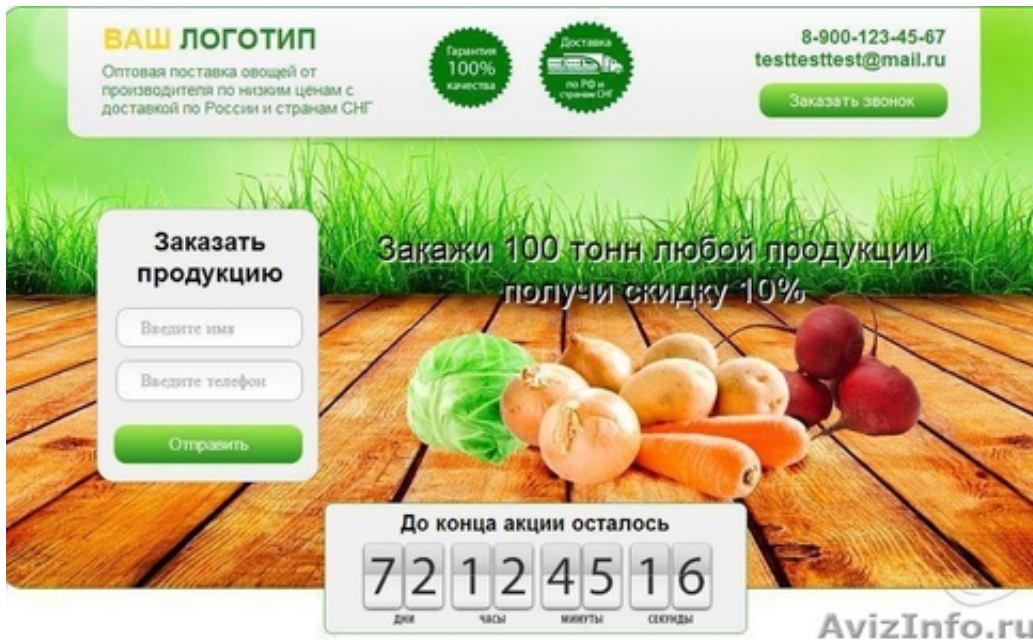 ВАШ ЛОГОТИП
Оптовая поставка овощей от
производителя по низким ценам с
доставкой по России и странам СНГ
Гарантия
100%
качества
Доставка
по РФ и
странам СНГ
8-900-123-45-67
testtesttest@mail.ru
Заказать звонок
Заказать
продукцию
Введите имя
Введите телефон
Отправить
Закажи 100 тонн любой продукции
получи скидку 10%
До конца акции осталось
72 12 45 16
дни часы минуты секунды
AvizInfo.ru